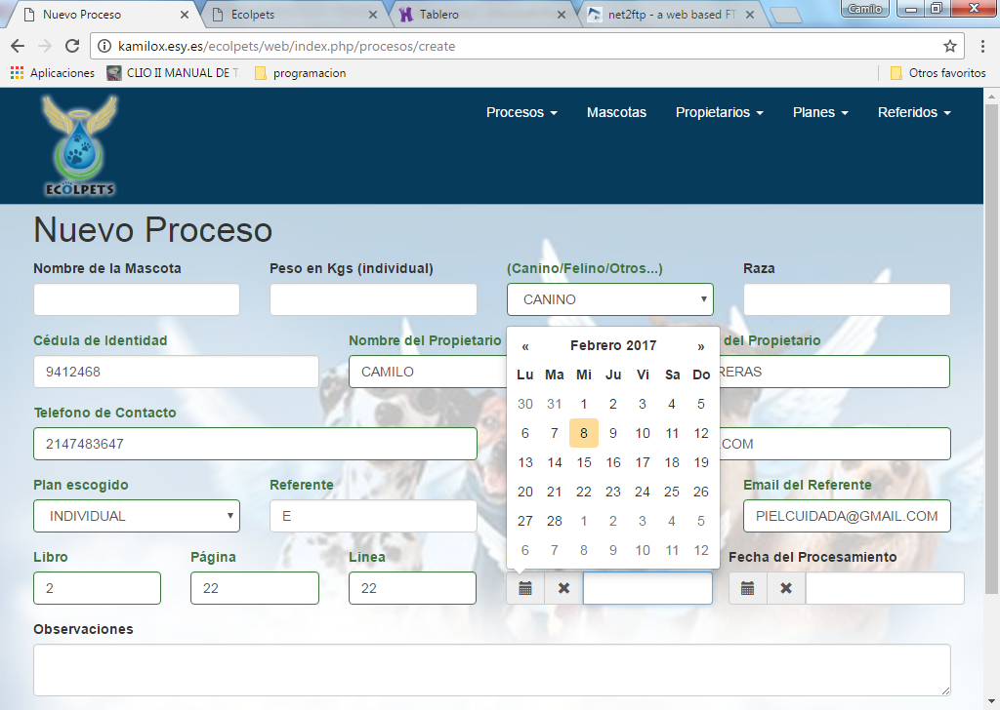 Nuevo Proceso
Ecolpets
Tablero
net2ftp - a web based FT
Camilo
kamilox.esy.es/ecolpets/web/index.php/procesos/create
Aplicaciones
CLIO II MANUAL DE T
programacion
Otros favoritos
ECOLPETS
Procesos
Mascotas
Propietarios
Planes
Referidos
Nuevo Proceso
Nombre de la Mascota
Peso en Kgs (individual)
(Canino/Felino/Otros...)
Raza
CANINO
Cédula de Identidad
Nombre del Propietario
del Propietario
9412468
CAMILO
RERAS
Telefono de Contacto
2147483647
COM
Plan escogido
Referente
Email del Referente
INDIVIDUAL
E
PIELCUIDADA@GMAIL.COM
« Febrero 2017 »
Lu Ma Mi Ju Vi Sa Do
30 31 1 2 3 4 5
6 7 8 9 10 11 12
13 14 15 16 17 18 19
20 21 22 23 24 25 26
27 28 1 2 3 4 5
6 7 8 9 10 11 12
Libro
Página
Línea
Fecha del Procesamiento
2
22
22
Observaciones